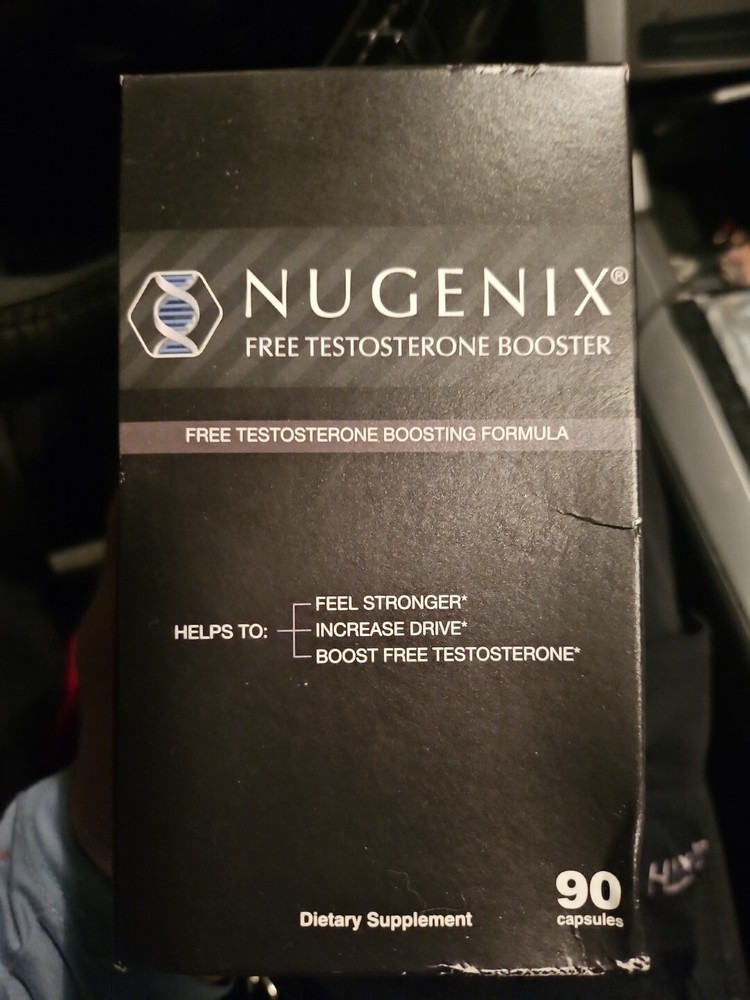 NUGENIX®
FREE TESTOSTERONE BOOSTER
FREE TESTOSTERONE BOOSTING FORMULA
HELPS TO:
FEEL STRONGER*
INCREASE DRIVE*
BOOST FREE TESTOSTERONE*
90
capsules
Dietary Supplement